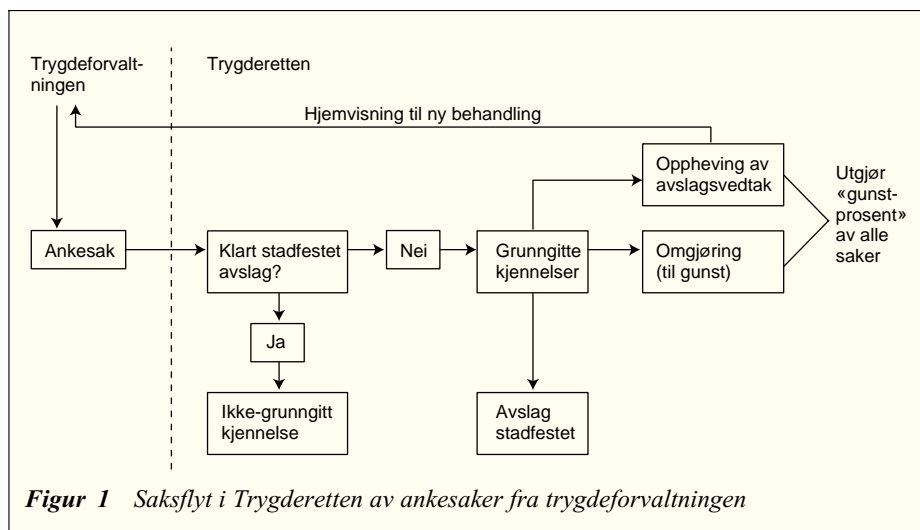 Trygdeforvalt-
ningen
Trygderetten
Hjemvisning til ny behandling
Oppheving av
avslagsvedtak
Utgjør
«gunst-
prosent»
av alle
saker
Ankesak
Klart stadfestet
avslag?
Nei
Grunngitte
kjennelser
Omgjøring
(til gunst)
Ja
Ikke-grunngitt
kjennelse
Avslag
stadfestet
Figur 1 Saksflyt i Trygderetten av ankesaker fra trygdeforvaltningen